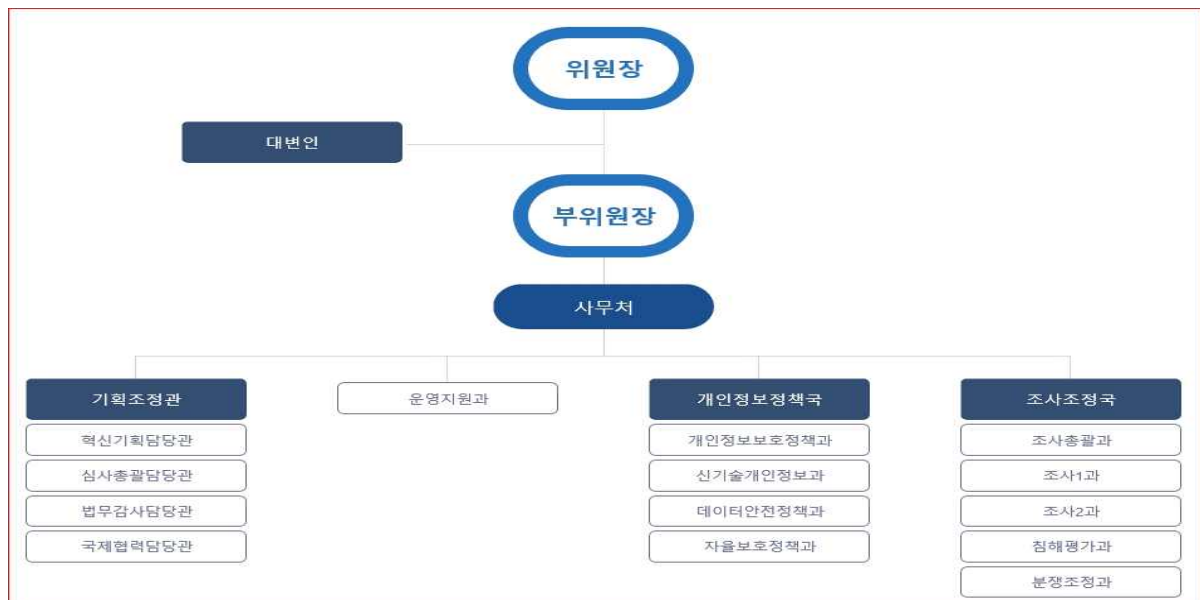 위원장
대변인
부위원장
사무처
기획조정관
혁신기획담당관
심사총괄담당관
법무감사담당관
국제협력담당관
운영지원과
개인정보정책국
개인정보보호정책과
신기술개인정보과
데이터안전정책과
자율보호정책과
조사조정국
조사총괄과
조사1과
조사2과
침해평가과
분쟁조정과